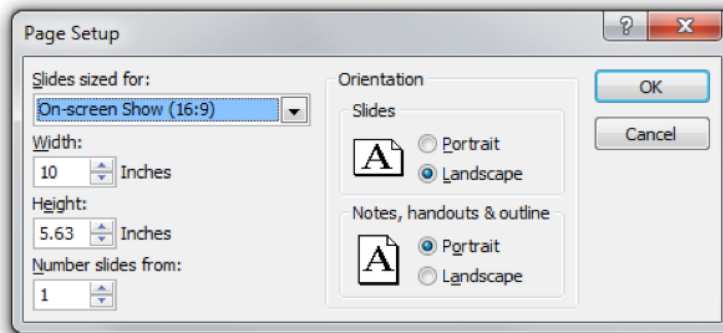 Page Setup
Slides sized for:
On-screen Show (16:9)
Width:
10 Inches
Height:
5.63 Inches
Number slides from:
1
Orientation
Slides
A
Portrait
Landscape
Notes, handouts & outline
A
Portrait
Landscape
OK
Cancel